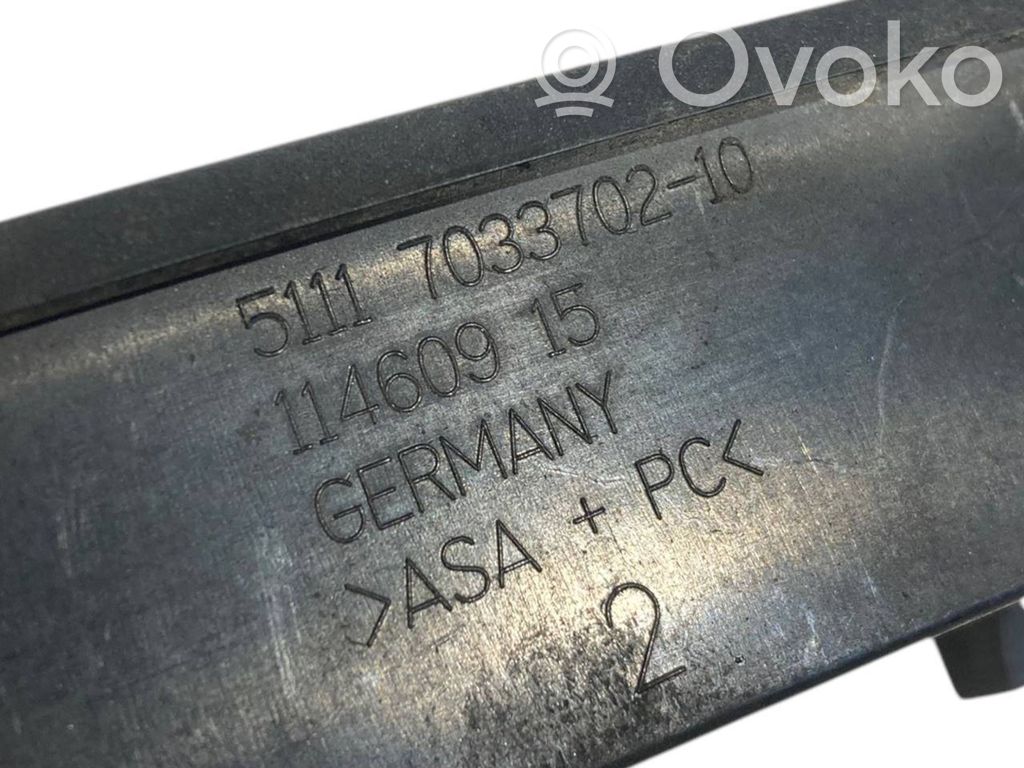 Ovoko
5111 7033702-10
114609 15
GERMANY
>ASA + PC<
2